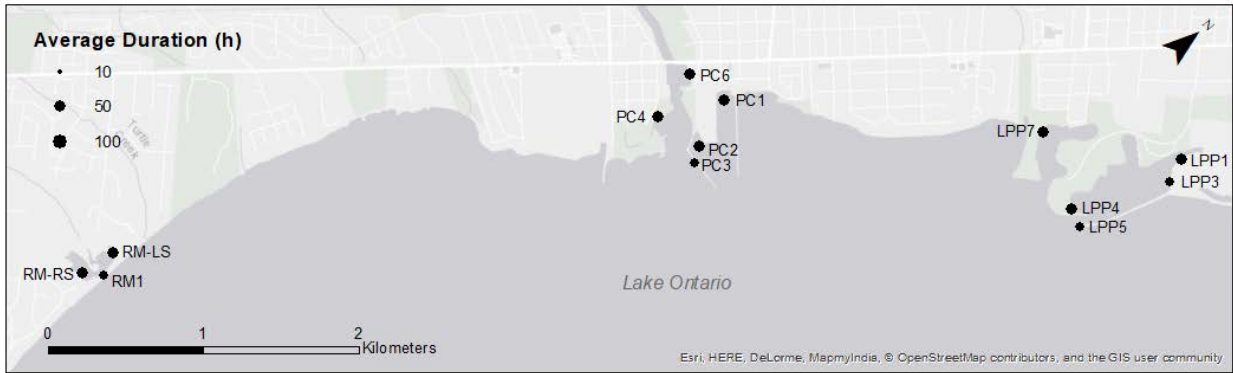 Average Duration (h)
10
50
100
Turtle
Creek
N
PC6
PC1
PC4
PC2
PC3
LPP7
LPP1
LPP3
LPP4
LPP5
RM-LS
RM-RS
RM1
Lake Ontario
0 1 2
Kilometers
Esri, HERE, DeLorme, MapmyIndia, © OpenStreetMap contributors, and the GIS user community